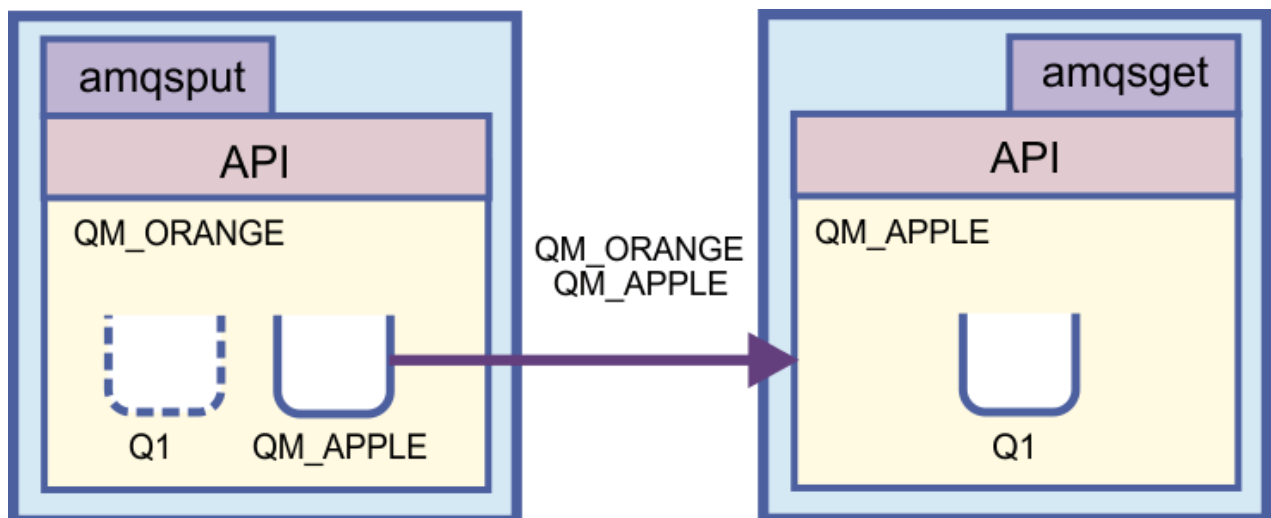 amqsput
API
QM_ORANGE
Q1
QM_APPLE
QM_ORANGE
QM_APPLE
amqsget
API
QM_APPLE
Q1